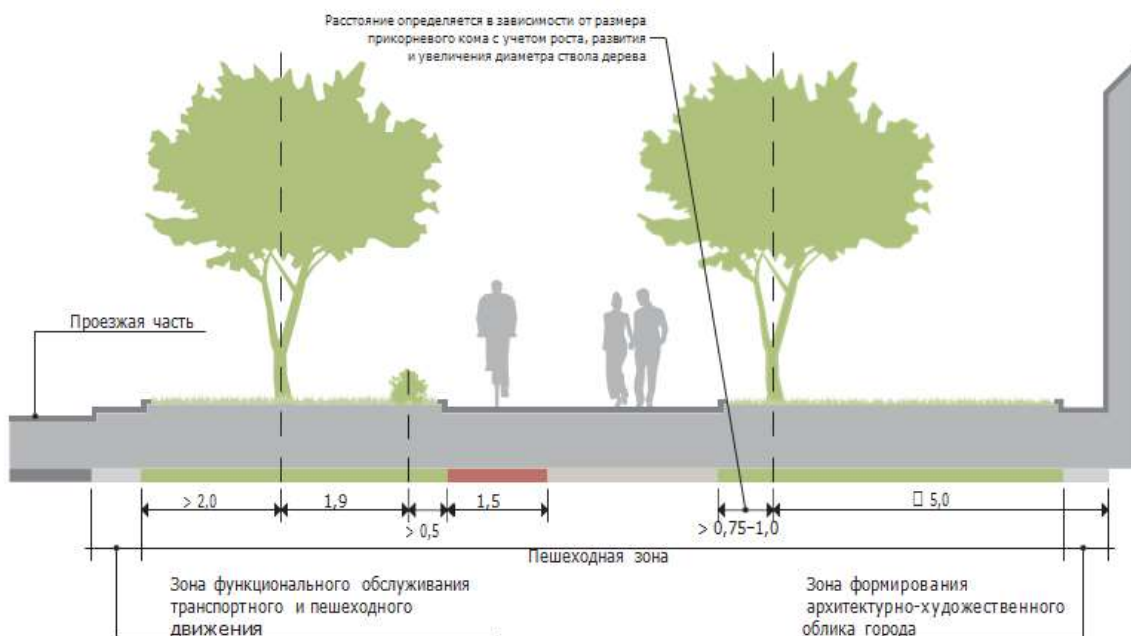 Расстояние определяется в зависимости от размера
прикорневого кома с учетом роста, развития
и увеличения диаметра ствола дерева
Проезжая часть
> 2,0
1,9
> 0,5
1,5
> 0,75–1,0
□ 5,0
Пешеходная зона
Зона функционального обслуживания
транспортного и пешеходного
движения
Зона формирования
архитектурно-художественного
облика города